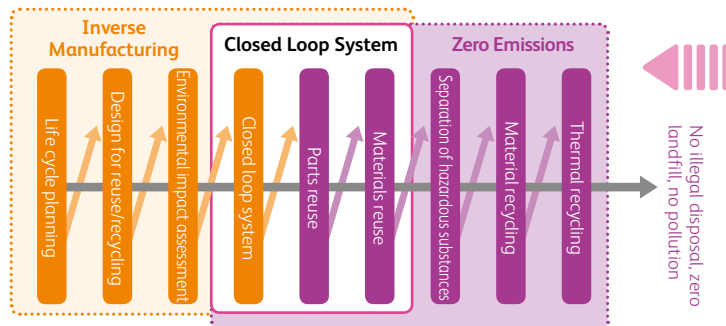 Inverse
Manufacturing
Closed Loop System
Zero Emissions
Life cycle planning
Design for reuse/recycling
Environmental impact assessment
Closed loop system
Parts reuse
Materials reuse
Separation of hazardous substances
Material recycling
Thermal recycling
No illegal disposal, zero
landfill, no pollution